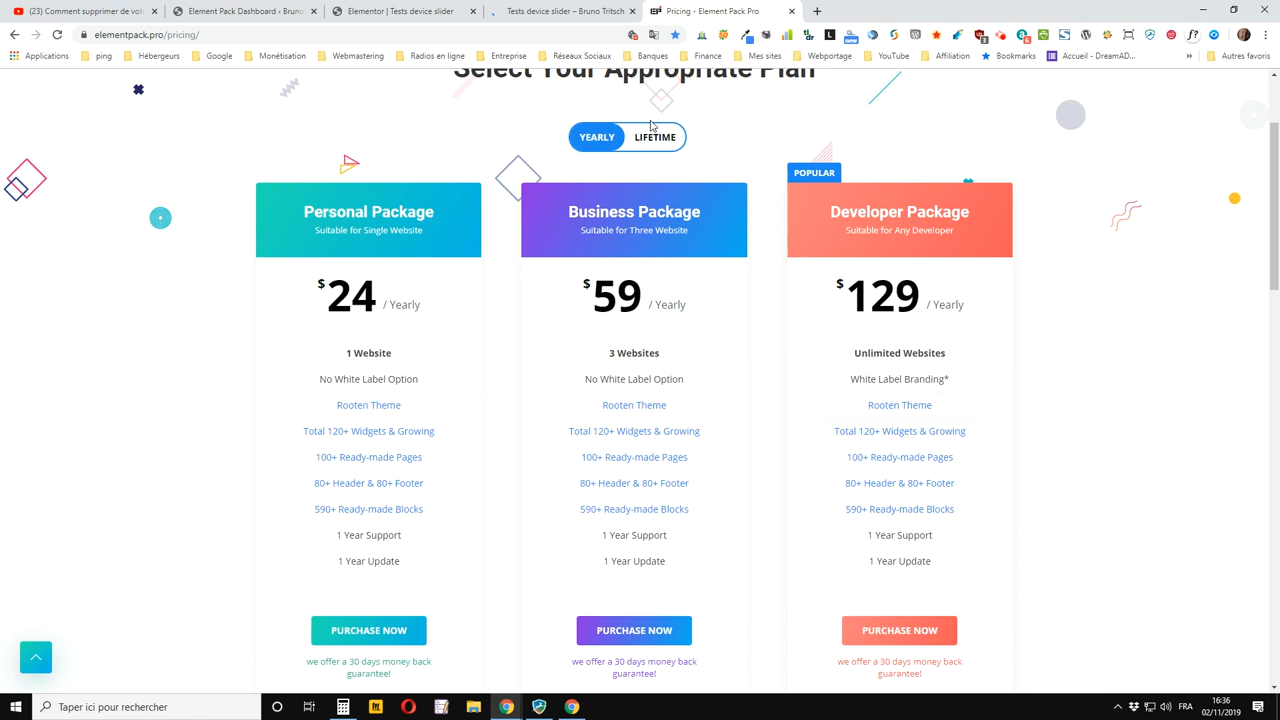 (23) Comment supprimer de vot
Element Pack Dashboard ‹ Bruno
Elementor | Tests device slider
Tests device slider – Bruno Tritsch
Pricing - Element Pack Pro
elementpack.pro/pricing/
Applications
ping
Hébergeurs
Google
Monétisation
Webmastering
Radios en lignes
Entreprise
Réseaux Sociaux
Banques
Finance
Mes sites
Webportage
YouTube
Affiliation
Bookmarks
Accueil - DreamAD...
Autres favoris
Select Your Appropriate Plan
YEARLY LIFETIME
POPULAR
Personal Package
Suitable for Single Website
$24 / Yearly
1 Website
No White Label Option
Rooten Theme
Total 120+ Widgets & Growing
100+ Ready-made Pages
80+ Header & 80+ Footer
590+ Ready-made Blocks
1 Year Support
1 Year Update
PURCHASE NOW
we offer a 30 days money back
guarantee!
Business Package
Suitable for Three Website
$59 / Yearly
3 Websites
No White Label Option
Rooten Theme
Total 120+ Widgets & Growing
100+ Ready-made Pages
80+ Header & 80+ Footer
590+ Ready-made Blocks
1 Year Support
1 Year Update
PURCHASE NOW
we offer a 30 days money back
guarantee!
Developer Package
Suitable for Any Developer
$129 / Yearly
Unlimited Websites
White Label Branding*
Rooten Theme
Total 120+ Widgets & Growing
100+ Ready-made Pages
80+ Header & 80+ Footer
590+ Ready-made Blocks
1 Year Support
1 Year Update
PURCHASE NOW
we offer a 30 days money back
guarantee!
Taper ici pour rechercher
FRA
16:36
02/11/2019